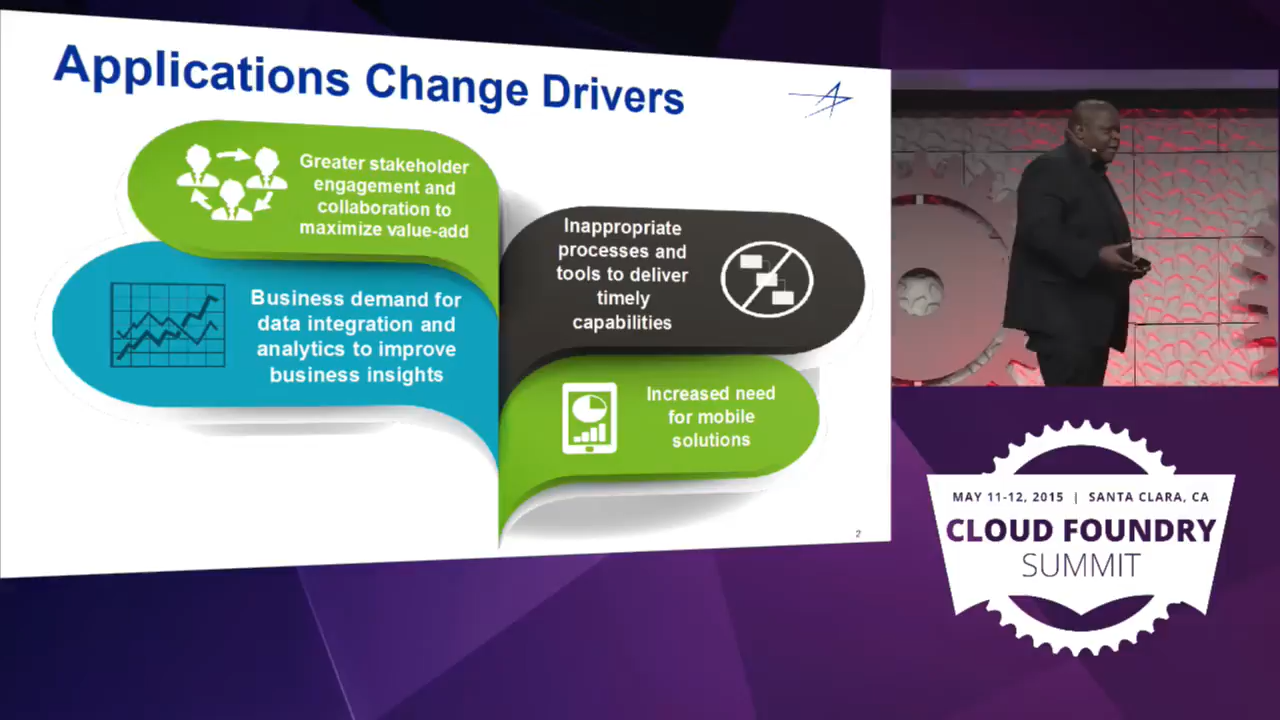 Applications Change Drivers
Greater stakeholder
engagement and
collaboration to
maximize value-add
Business demand for
data integration and
analytics to improve
business insights
Inappropriate
processes and
tools to deliver
timely
capabilities
Increased need
for mobile
solutions
2
MAY 11-12, 2015 | SANTA CLARA, CA
CLOUD FOUNDRY
SUMMIT